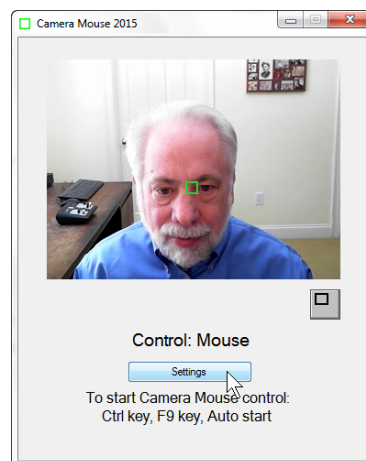 Camera Mouse 2015
Control: Mouse
Settings
To start Camera Mouse control:
Ctrl key, F9 key, Auto start